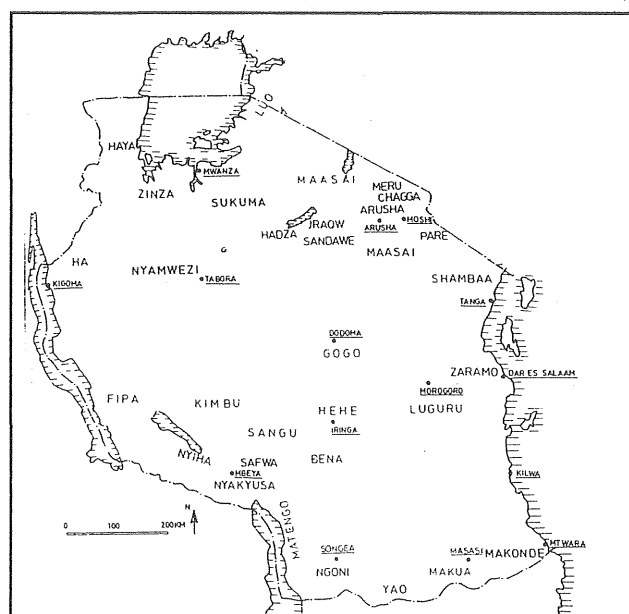 LUO
HAYA
MWANZA
ZINZA
SUKUMA
MAASAI
MERU
CHAGGA
ARUSHA
ARUSHA
MOSHI
HADZA
IRAQW
SANDAWE
PARE
MAASAI
HA
NYAMWEZI
TABORA
KIGOMA
SHAMBAA
TANGA
DODOMA
GOGO
ZARAMO
DAR ES SALAAM
MOROGORO
LUGURU
FIPA
KIMBU
HEHE
IRINGA
SANGU
NYIHA
SAFWA
BENA
MBEYA
NYAKYUSA
KILWA
N
0 100 200KM
MATENGO
SONGEA
NGONI
MASASI
MAKUA
MAKONDE
MTWARA
YAO